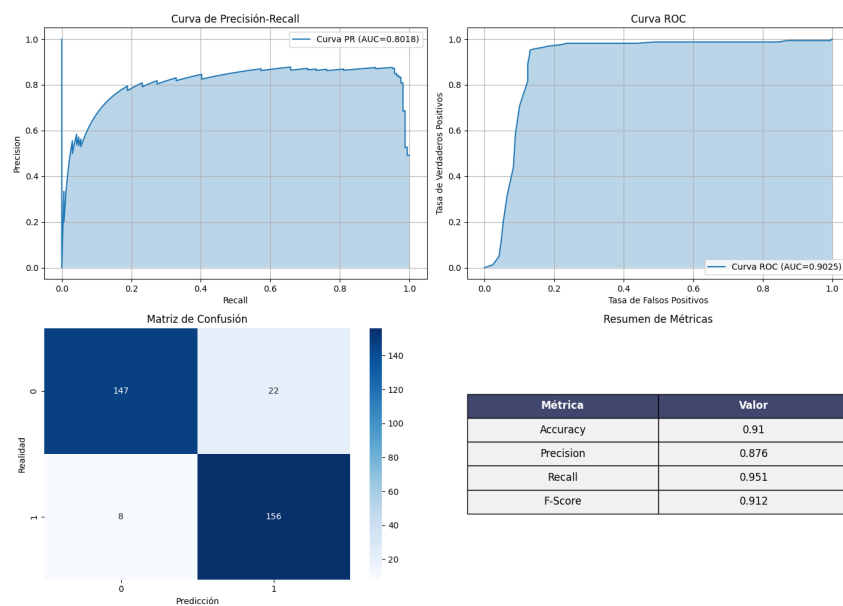 Curva de Precisión-Recall
Curva PR (AUC=0.8018)
Precision
1.0
0.8
0.6
0.4
0.2
0.0
0.0 0.2 0.4 0.6 0.8 1.0
Recall
Curva ROC
Curva ROC (AUC=0.9025)
Tasa de Verdaderos Positivos
1.0
0.8
0.6
0.4
0.2
0.0
0.0 0.2 0.4 0.6 0.8 1.0
Tasa de Falsos Positivos
Matriz de Confusión
Realidad
0
1
147 22
8 156
0 1
Predicción
140
120
100
80
60
40
20
Resumen de Métricas
Métrica Valor
Accuracy 0.91
Precision 0.876
Recall 0.951
F-Score 0.912